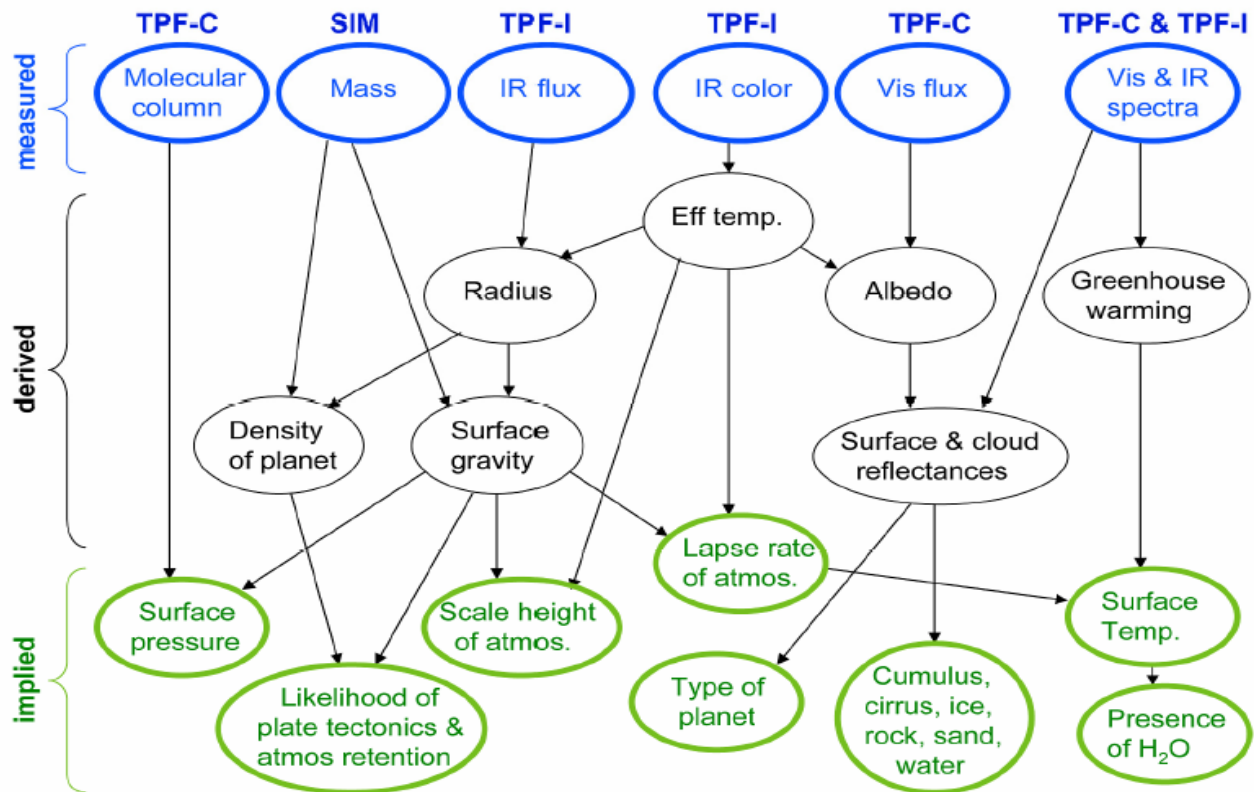 TPF-C
SIM
TPF-I
TPF-I
TPF-C
TPF-C & TPF-I
measured
Molecular
column
Mass
IR flux
IR color
Vis flux
Vis & IR
spectra
derived
Eff temp.
Radius
Albedo
Greenhouse
warming
Density
of planet
Surface
gravity
Surface & cloud
reflectances
implied
Lapse rate
of atmos.
Surface
pressure
Scale height
of atmos.
Surface
Temp.
Likelihood of
plate tectonics &
atmos retention
Type of
planet
Cumulus,
cirrus, ice,
rock, sand,
water
Presence
of H₂O